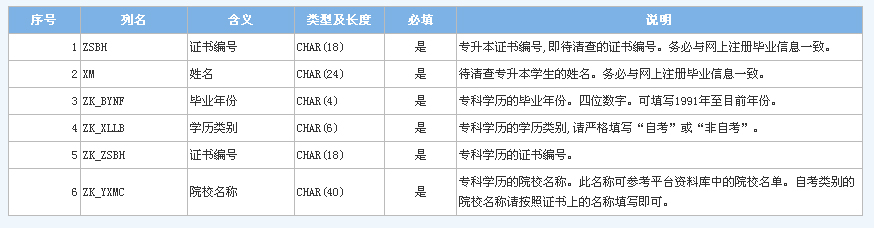 序号 列名 含义 类型及长度 必填 说明
1 ZSBH 证书编号 CHAR(18) 是 专升本证书编号,即待清查的证书编号。务必与网上注册毕业信息一致。
2 XM 姓名 CHAR(24) 是 待清查专升本学生的姓名。务必与网上注册毕业信息一致。
3 ZK_BYNF 毕业年份 CHAR(4) 是 专科学历的毕业年份。四位数字。可填写1991年至目前年份。
4 ZK_XLLB 学历类别 CHAR(6) 是 专科学历的学历类别,请严格填写“自考”或“非自考”。
5 ZK_ZSBH 证书编号 CHAR(18) 是 专科学历的证书编号。
6 ZK_YXMC 院校名称 CHAR(40) 是 专科学历的院校名称。此名称可参考平台资料库中的院校名单。自考类别的
院校名称请按照证书上的名称填写即可。